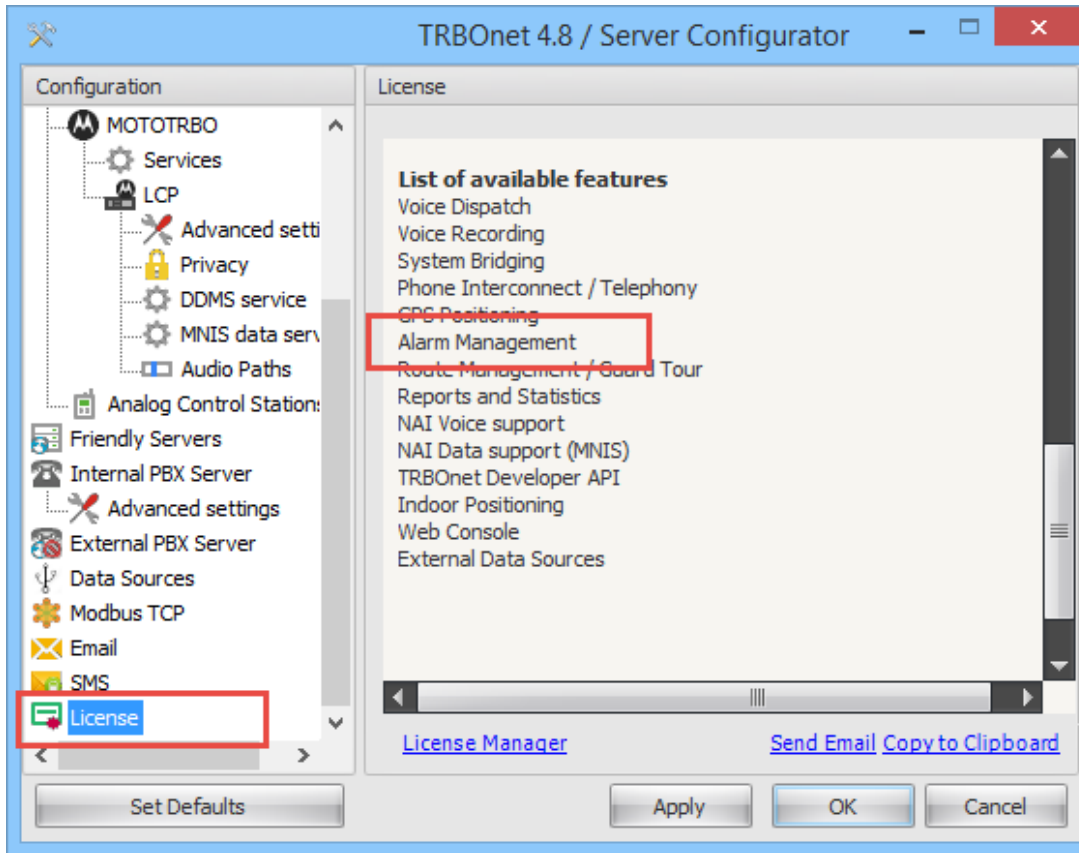 TRBOnet 4.8 / Server Configurator
Configuration
MOTOTRBO
Services
LCP
Advanced setti
Privacy
DDMS service
MNIS data serv
Audio Paths
Analog Control Stations
Friendly Servers
Internal PBX Server
Advanced settings
External PBX Server
Data Sources
Modbus TCP
Email
SMS
License
Set Defaults
License
List of available features
Voice Dispatch
Voice Recording
System Bridging
Phone Interconnect / Telephony
GPS Positioning
Alarm Management
Route Management / Guard Tour
Reports and Statistics
NAI Voice support
NAI Data support (MNIS)
TRBOnet Developer API
Indoor Positioning
Web Console
External Data Sources
License Manager
Send Email Copy to Clipboard
Apply
OK
Cancel